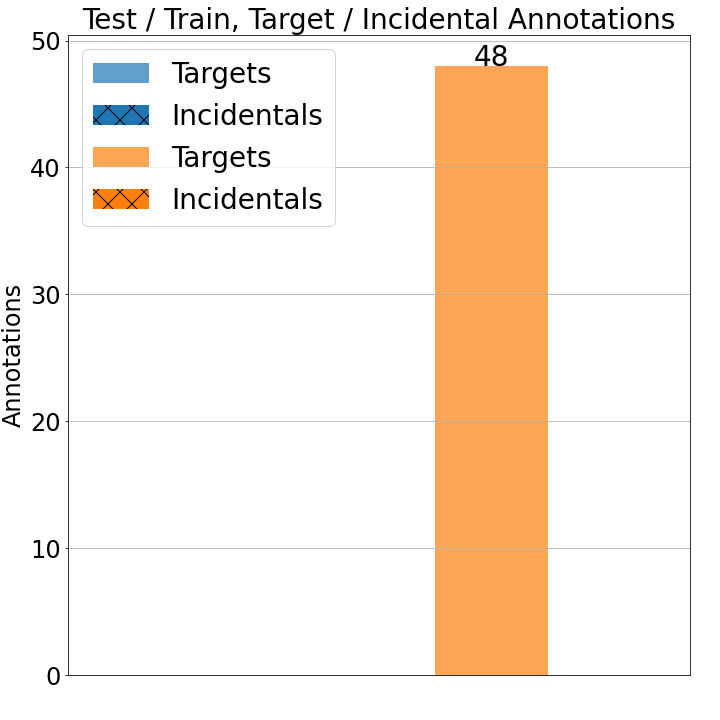 Test / Train, Target / Incidental Annotations
50
48
Targets
Incidentals
40
Targets
Incidentals
30
Annotations
20
10
0